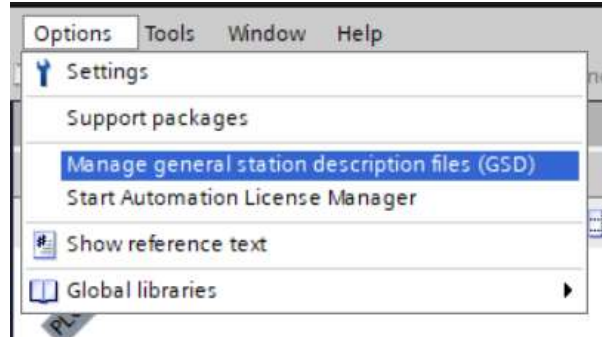 Options Tools Window Help
Settings
Support packages
Manage general station description files (GSD)
Start Automation License Manager
Show reference text
Global libraries